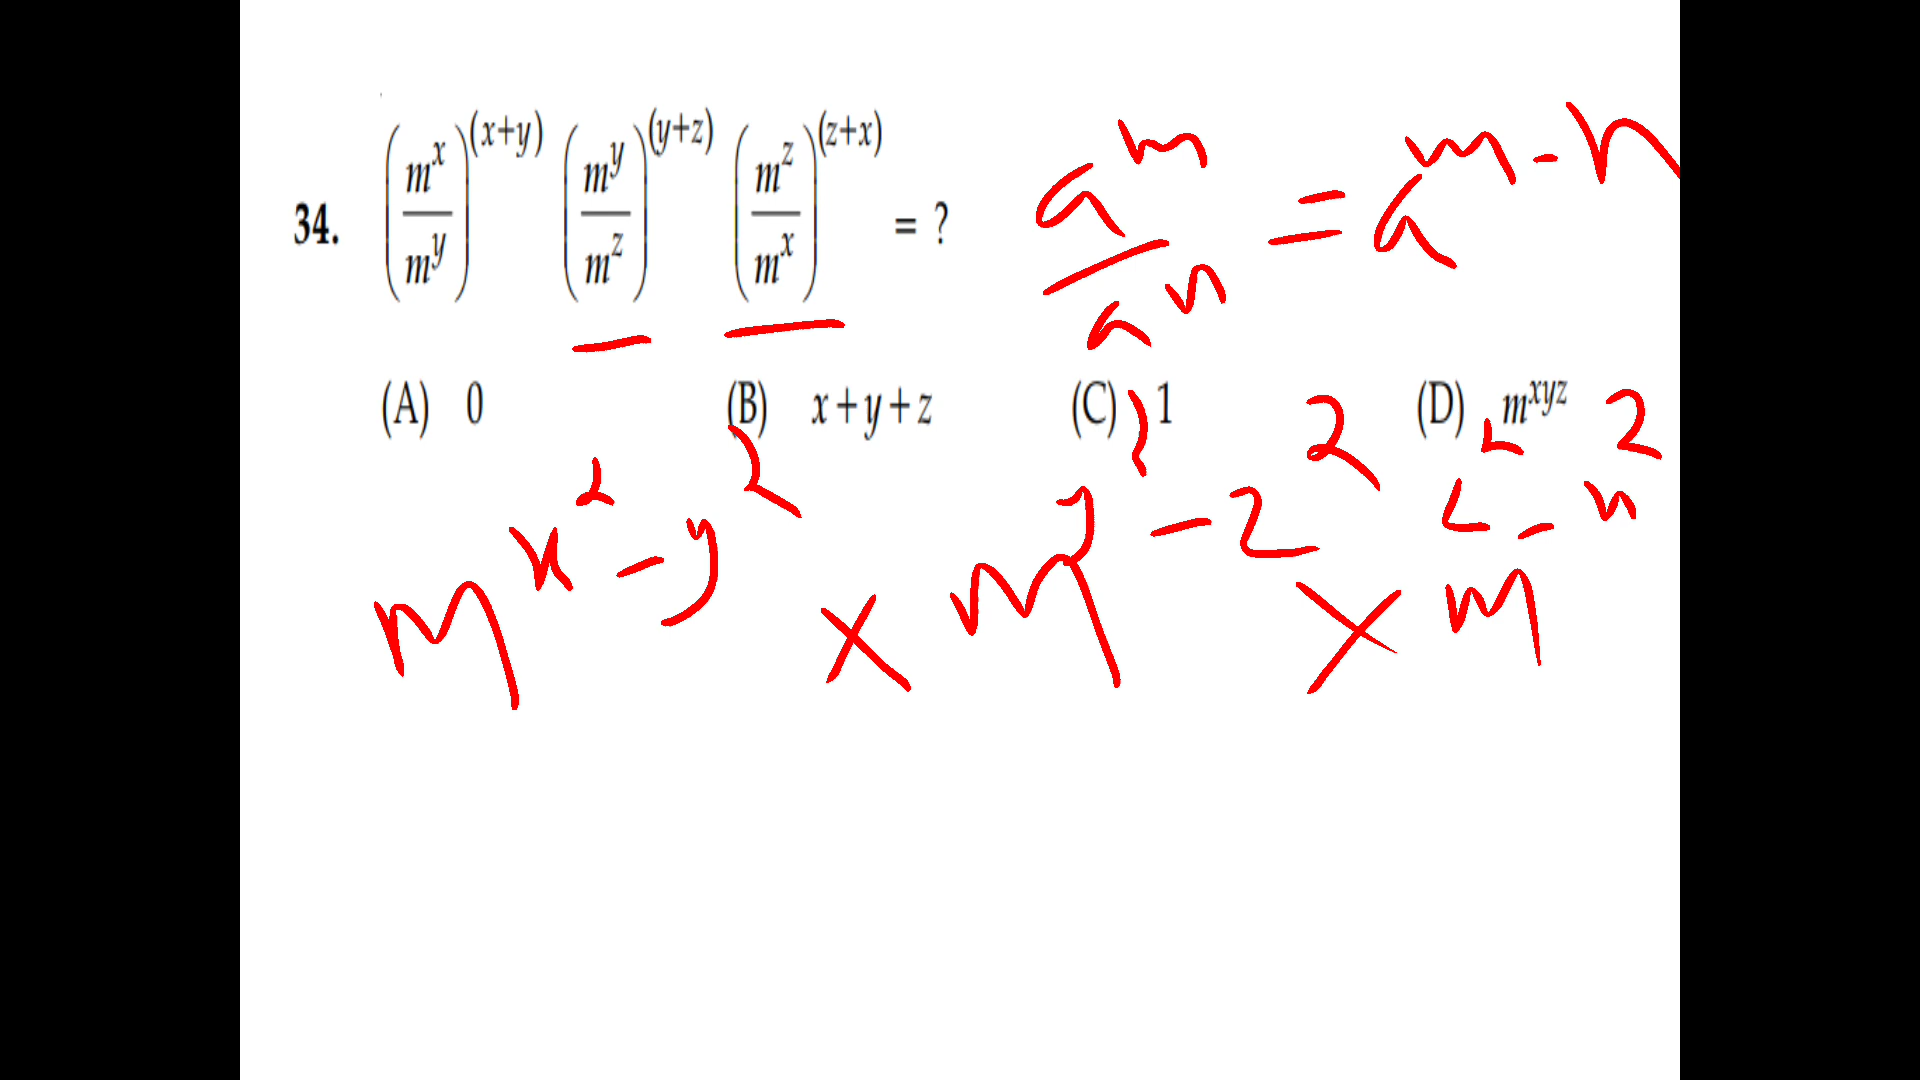 34. (m^x/m^y)^(x+y) (m^y/m^z)^(y+z) (m^z/m^x)^(z+x) = ?
a^m/a^n = a^m-n
(A) 0 (B) x+y+z (C) 1 (D) m^xyz
m^x²-y² × m^y²-z² × m^z²-x²